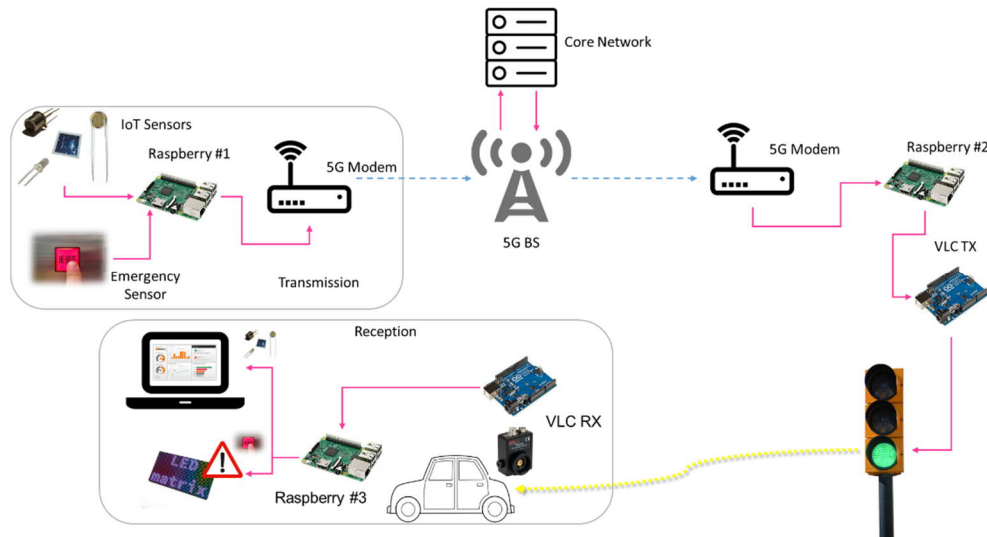 Core Network
IoT Sensors
Raspberry #1
5G Modem
5G Modem
Raspberry #2
5G BS
VLC TX
Emergency
Sensor
Transmission
Reception
VLC RX
LED
matrix
!
Raspberry #3